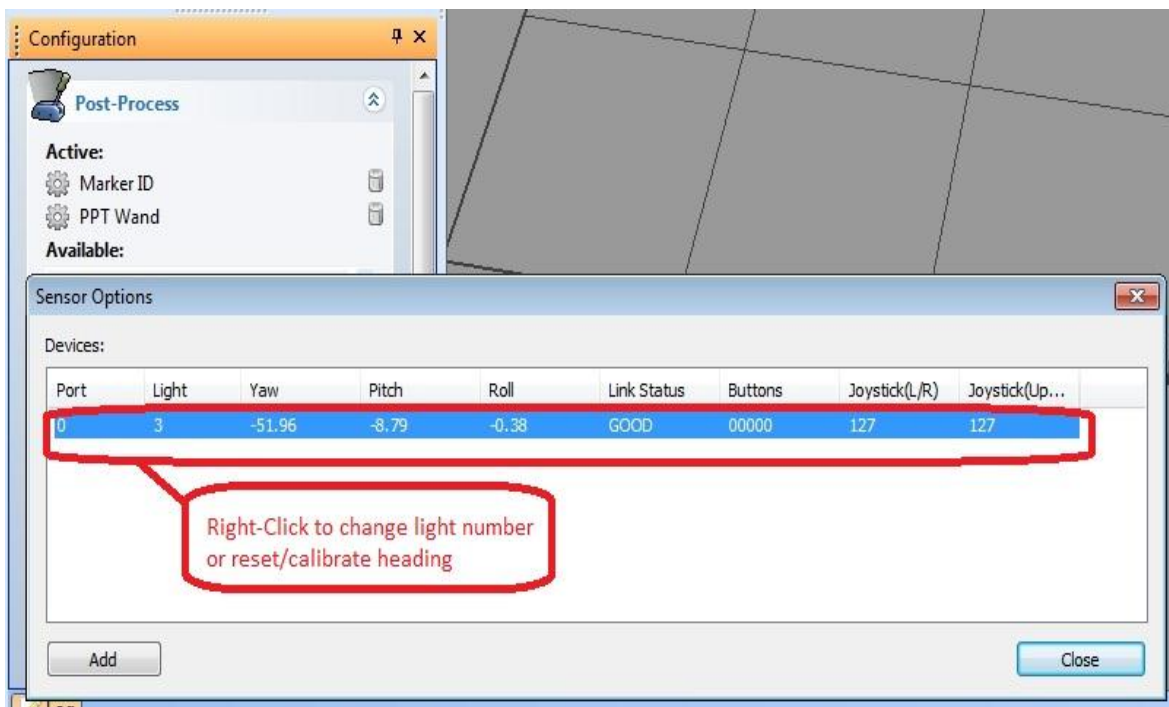 Configuration
Post-Process
Active:
Marker ID
PPT Wand
Available:
Sensor Options
Devices:
Port Light Yaw Pitch Roll Link Status Buttons Joystick(L/R) Joystick(Up...
0 3 -51.96 -8.79 -0.38 GOOD 00000 127 127
Right-Click to change light number
or reset/calibrate heading
Add Close